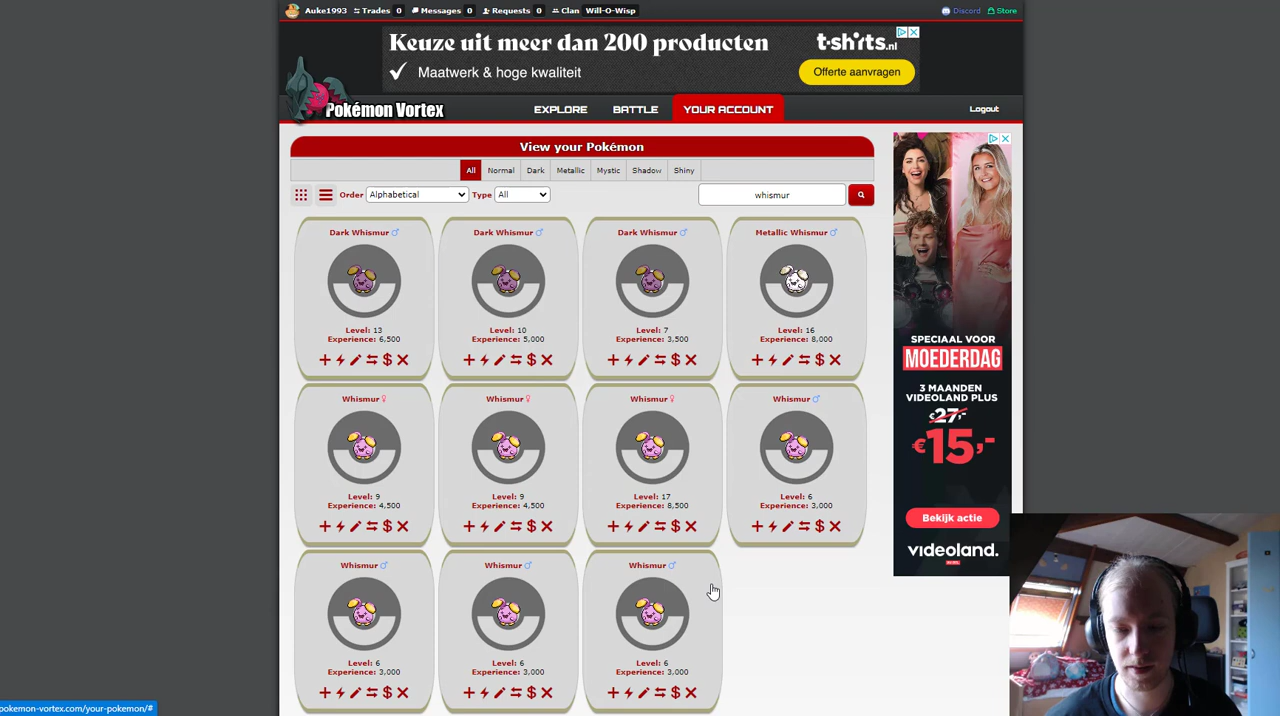 Auke1993 Trades 0 Messages 0 Requests 0 Clan Will-O-Wisp Discord Store
Keuze uit meer dan 200 producten
Maatwerk & hoge kwaliteit
t-shirts.nl
Offerte aanvragen
Pokémon Vortex EXPLORE BATTLE YOUR ACCOUNT Logout
View your Pokémon
All Normal Dark Metallic Mystic Shadow Shiny
Order Alphabetical Type All whismur
Dark Whismur ♂ Dark Whismur ♂ Dark Whismur ♂ Metallic Whismur ♂
Level: 13 Level: 10 Level: 7 Level: 16
Experience: 6,500 Experience: 5,000 Experience: 3,500 Experience: 8,000
Whismur ♀ Whismur ♀ Whismur ♀ Whismur ♂
Level: 9 Level: 9 Level: 17 Level: 6
Experience: 4,500 Experience: 4,500 Experience: 8,500 Experience: 3,000
Whismur ♂ Whismur ♂ Whismur ♂
Level: 6 Level: 6 Level: 6
Experience: 3,000 Experience: 3,000 Experience: 3,000
SPECIAAL VOOR
MOEDERDAG
3 MAANDEN
VIDEOLAND PLUS
€27,-
€15,-
Bekijk actie
videoland.
pokemon-vortex.com/your-pokemon/#